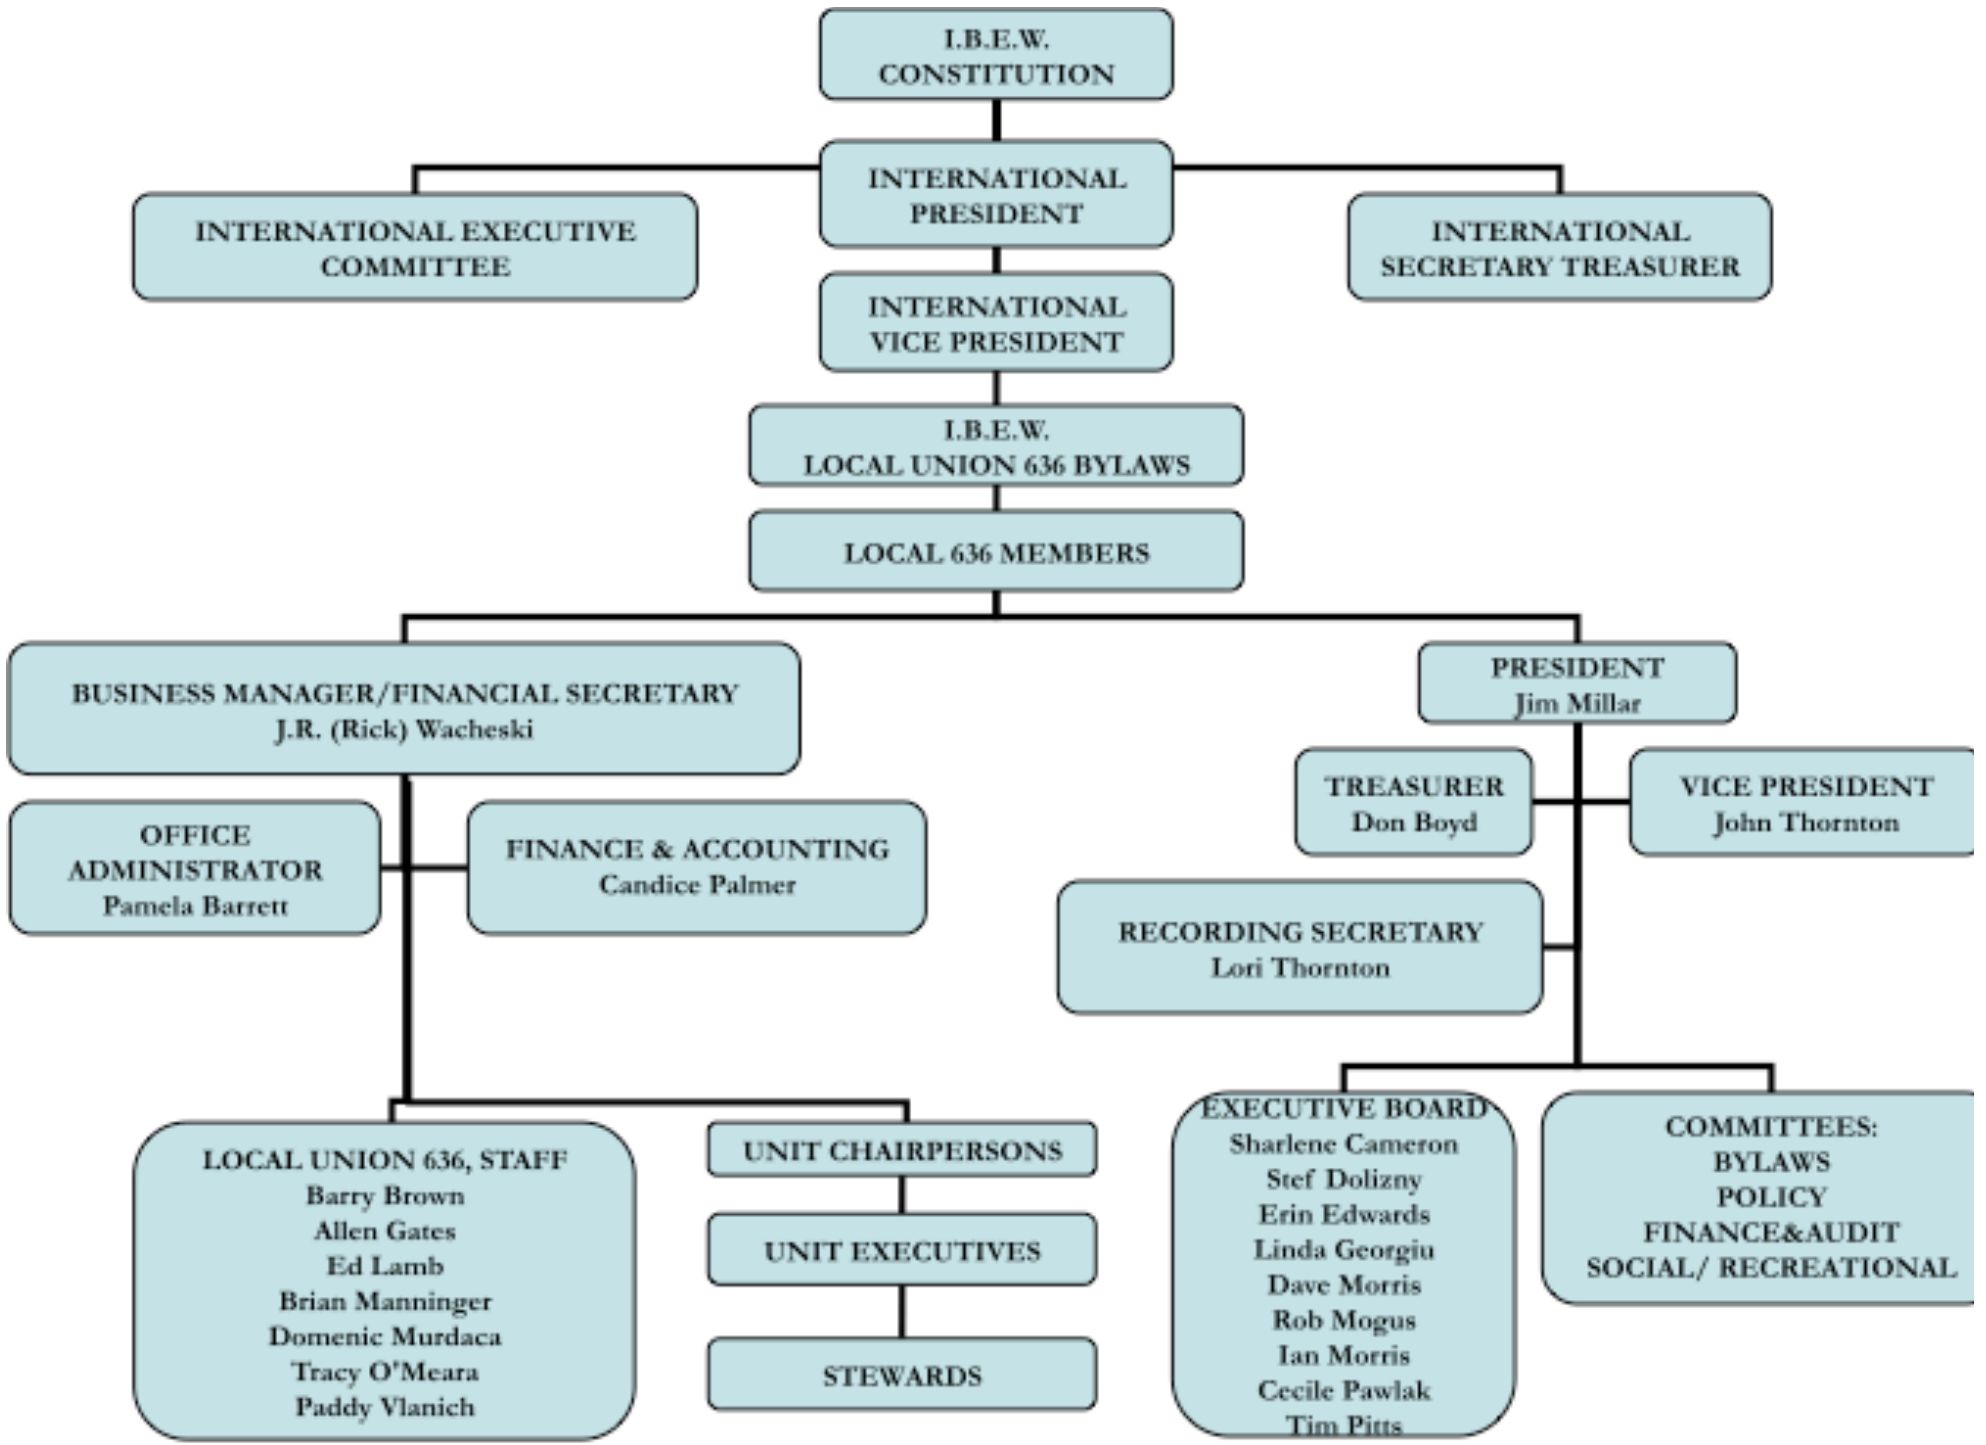 I.B.E.W.
CONSTITUTION
INTERNATIONAL
PRESIDENT
INTERNATIONAL EXECUTIVE
COMMITTEE
INTERNATIONAL
SECRETARY TREASURER
INTERNATIONAL
VICE PRESIDENT
I.B.E.W.
LOCAL UNION 636 BYLAWS
LOCAL 636 MEMBERS
BUSINESS MANAGER/FINANCIAL SECRETARY
J.R. (Rick) Wacheski
PRESIDENT
Jim Millar
TREASURER
Don Boyd
VICE PRESIDENT
John Thornton
OFFICE
ADMINISTRATOR
Pamela Barrett
FINANCE & ACCOUNTING
Candice Palmer
RECORDING SECRETARY
Lori Thornton
LOCAL UNION 636, STAFF
Barry Brown
Allen Gates
Ed Lamb
Brian Manninger
Domenic Murdaca
Tracy O'Meara
Paddy Vlanich
UNIT CHAIRPERSONS
UNIT EXECUTIVES
STEWARDS
EXECUTIVE BOARD
Sharlene Cameron
Stef Dolizny
Erin Edwards
Linda Georgiu
Dave Morris
Rob Mogus
Ian Morris
Cecile Pawlak
Tim Pitts
COMMITTEES:
BYLAWS
POLICY
FINANCE&AUDIT
SOCIAL/ RECREATIONAL